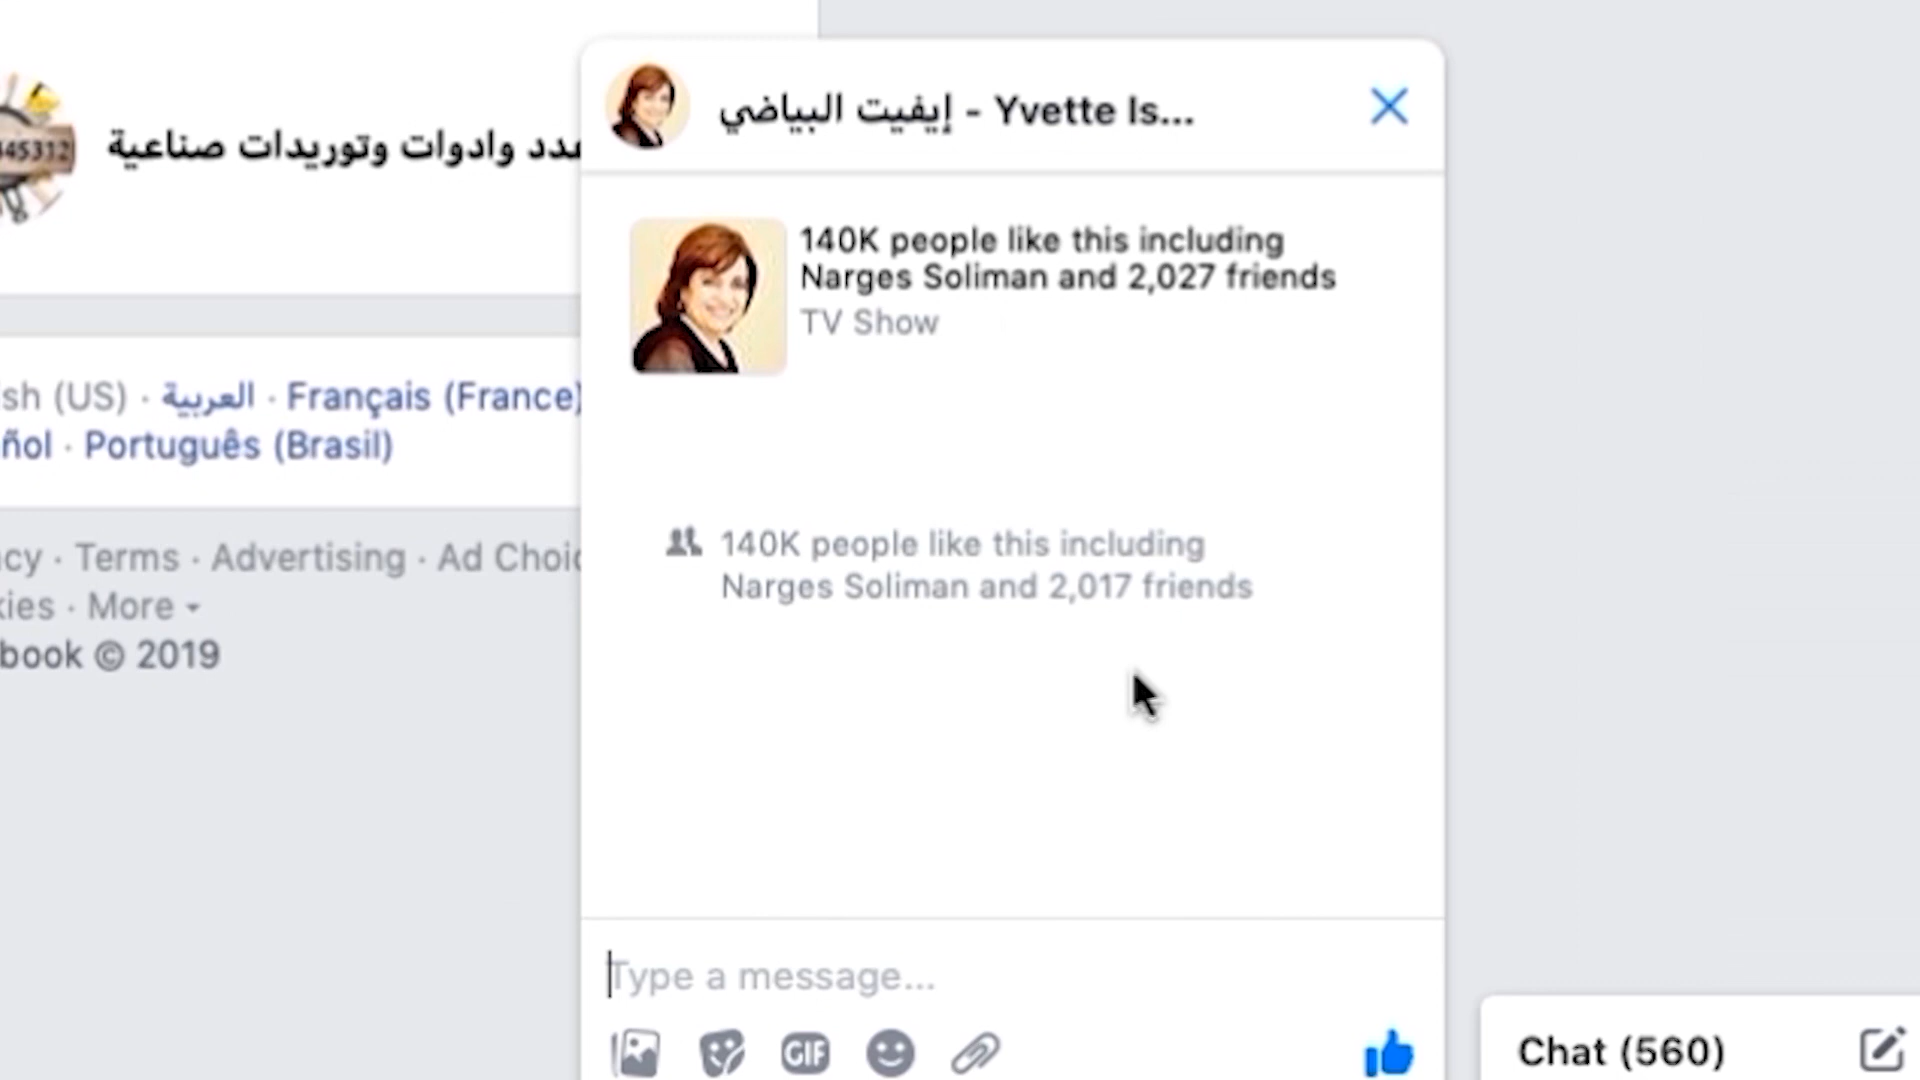 إيفيت البياضي - Yvette Is...
445312
دد وادوات وتوريدات صناعية
140K people like this including
Narges Soliman and 2,027 friends
TV Show
sh (US) · العربية · Français (France)
ñol · Português (Brasil)
140K people like this including
Narges Soliman and 2,017 friends
cy · Terms · Advertising · Ad Choic
kies · More
book © 2019
Type a message...
GIF
Chat (560)